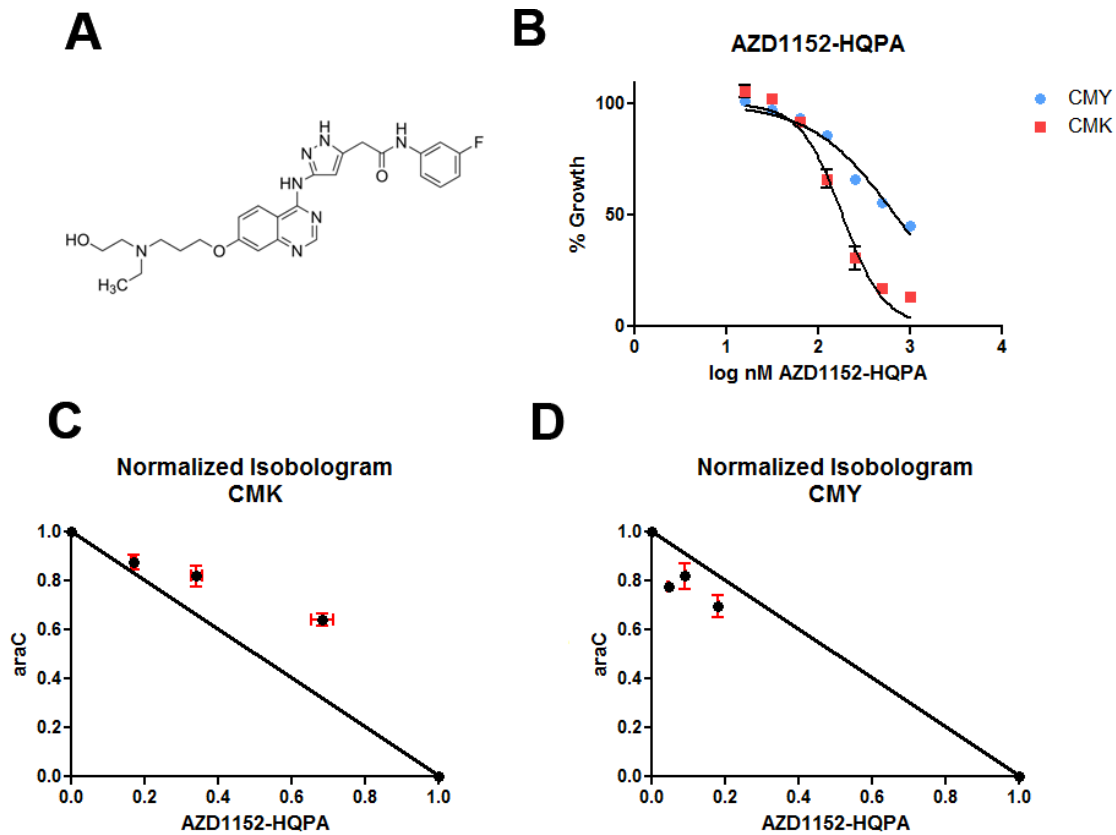 A
HO
N
H₃C
O
HN
N
N
N
NH
H
N
O
F
B
AZD1152-HQPA
% Growth
100
50
0
0
1
2
3
4
log nM AZD1152-HQPA
CMY
CMK
C
Normalized Isobologram
CMK
araC
1.0
0.8
0.6
0.4
0.2
0.0
0.0
0.2
0.4
0.6
0.8
1.0
AZD1152-HQPA
D
Normalized Isobologram
CMY
araC
1.0
0.8
0.6
0.4
0.2
0.0
0.0
0.2
0.4
0.6
0.8
1.0
AZD1152-HQPA